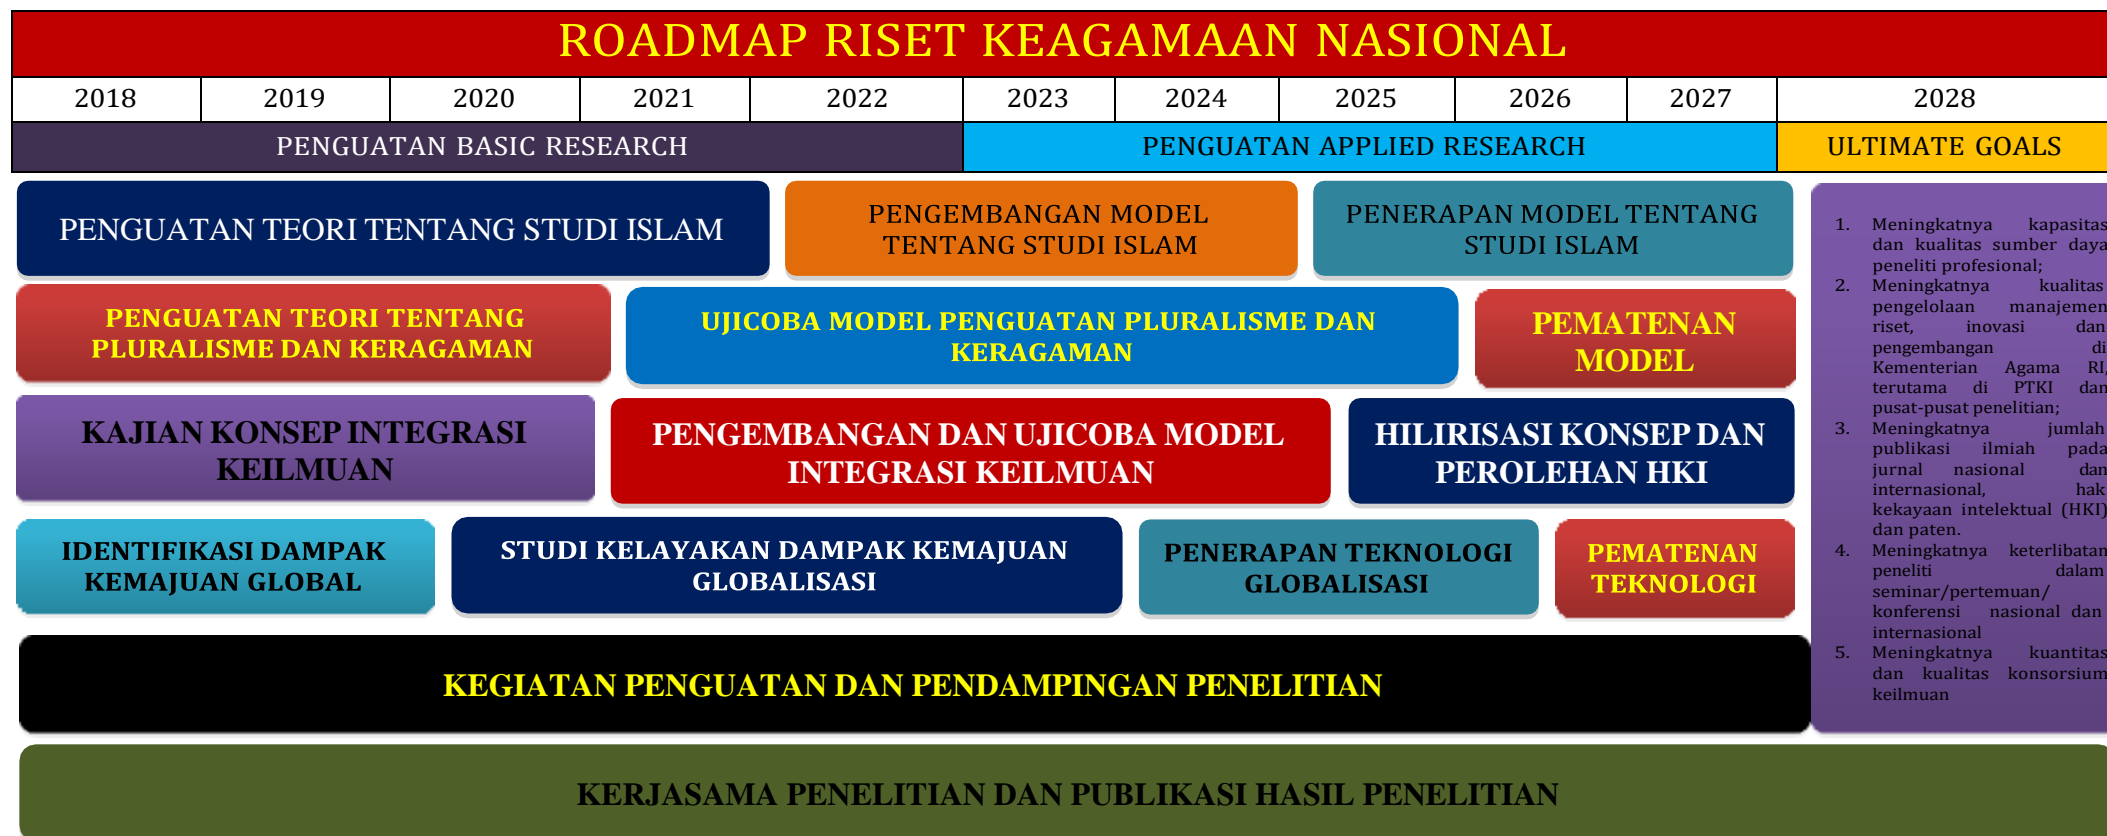 ROADMAP RISET KEAGAMAAN NASIONAL
2018 2019 2020 2021 2022 2023 2024 2025 2026 2027 2028
PENGUATAN BASIC RESEARCH PENGUATAN APPLIED RESEARCH ULTIMATE GOALS
PENGUATAN TEORI TENTANG STUDI ISLAM
PENGEMBANGAN MODEL
TENTANG STUDI ISLAM
PENERAPAN MODEL TENTANG
STUDI ISLAM
PENGUATAN TEORI TENTANG
PLURALISME DAN KERAGAMAN
UJICOBA MODEL PENGUATAN PLURALISME DAN
KERAGAMAN
PEMATENAN
MODEL
KAJIAN KONSEP INTEGRASI
KEILMUAN
PENGEMBANGAN DAN UJICOBA MODEL
INTEGRASI KEILMUAN
HILIRISASI KONSEP DAN
PEROLEHAN HKI
IDENTIFIKASI DAMPAK
KEMAJUAN GLOBAL
STUDI KELAYAKAN DAMPAK KEMAJUAN
GLOBALISASI
PENERAPAN TEKNOLOGI
GLOBALISASI
PEMATENAN
TEKNOLOGI
KEGIATAN PENGUATAN DAN PENDAMPINGAN PENELITIAN
KERJASAMA PENELITIAN DAN PUBLIKASI HASIL PENELITIAN
1. Meningkatnya kapasitas
dan kualitas sumber daya
peneliti profesional;
2. Meningkatnya kualitas
pengelolaan manajemen
riset, inovasi dan
pengembangan di
Kementerian Agama RI,
terutama di PTKI dan
pusat-pusat penelitian;
3. Meningkatnya jumlah
publikasi ilmiah pada
jurnal nasional dan
internasional, hak
kekayaan intelektual (HKI)
dan paten.
4. Meningkatnya keterlibatan
peneliti dalam
seminar/pertemuan/
konferensi nasional dan
internasional
5. Meningkatnya kuantitas
dan kualitas konsorsium
keilmuan